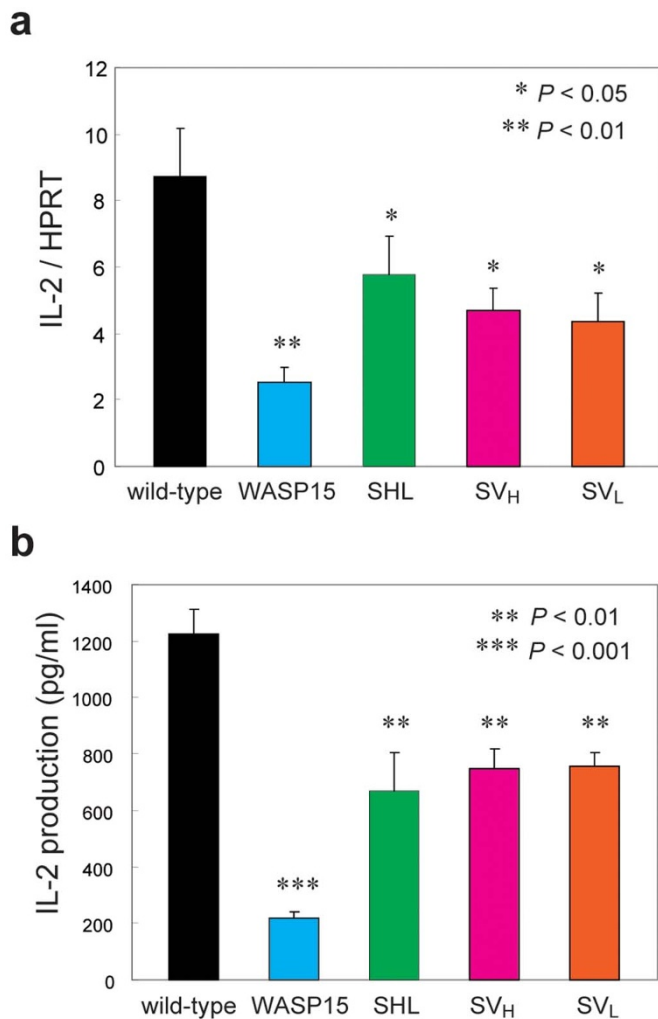 a
12
10
8
6
4
2
0
IL-2 / HPRT
* P < 0.05
** P < 0.01
**
*
*
*
wild-type WASP15 SHL SVH SVL
b
1400
1200
1000
800
600
400
200
0
IL-2 production (pg/ml)
** P < 0.01
*** P < 0.001
***
**
**
**
wild-type WASP15 SHL SVH SVL